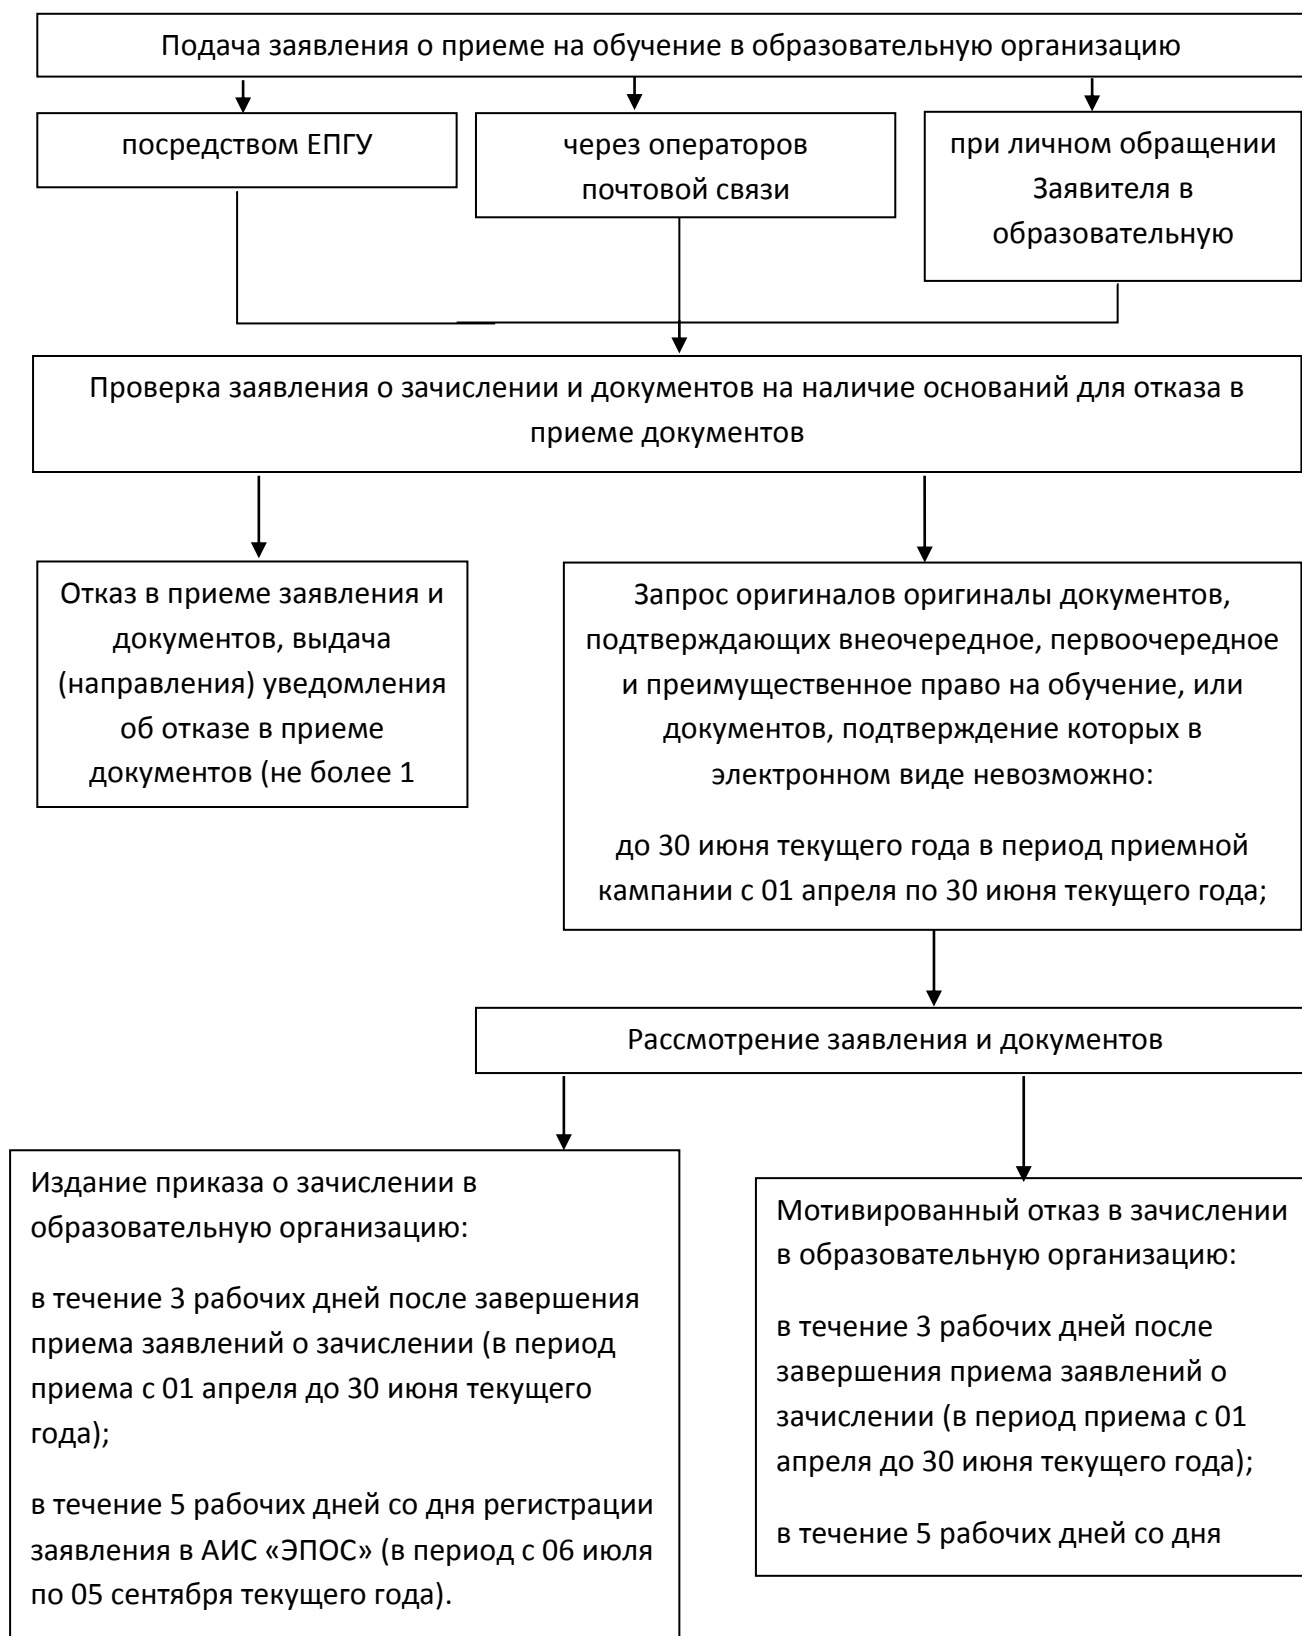 Подача заявления о приеме на обучение в образовательную организацию
посредством ЕПГУ
через операторов
почтовой связи
при личном обращении
Заявителя в
образовательную
Проверка заявления о зачислении и документов на наличие оснований для отказа в
приеме документов
Отказ в приеме заявления и
документов, выдача
(направления) уведомления
об отказе в приеме
документов (не более 1
Запрос оригиналов оригиналы документов,
подтверждающих внеочередное, первоочередное
и преимущественное право на обучение, или
документов, подтверждение которых в
электронном виде невозможно:
до 30 июня текущего года в период приемной
кампании с 01 апреля по 30 июня текущего года;
Рассмотрение заявления и документов
Издание приказа о зачислении в
образовательную организацию:
в течение 3 рабочих дней после завершения
приема заявлений о зачислении (в период
приема с 01 апреля до 30 июня текущего
года);
в течение 5 рабочих дней со дня регистрации
заявления в АИС «ЭПОС» (в период с 06 июля
по 05 сентября текущего года).
Мотивированный отказ в зачислении
в образовательную организацию:
в течение 3 рабочих дней после
завершения приема заявлений о
зачислении (в период приема с 01
апреля до 30 июня текущего года);
в течение 5 рабочих дней со дня